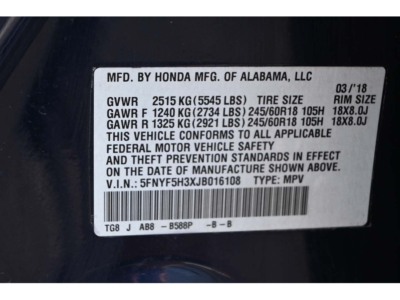 MFD. BY HONDA MFG. OF ALABAMA, LLC
03/'18
GVWR 2515 KG (5545 LBS) TIRE SIZE RIM SIZE
GAWR F 1240 KG (2734 LBS) 245/60R18 105H 18X8.0J
GAWR R 1325 KG (2921 LBS) 245/60R18 105H 18X8.0J
THIS VEHICLE CONFORMS TO ALL APPLICABLE
FEDERAL MOTOR VEHICLE SAFETY
AND THEFT PREVENTION STANDARDS IN EFFECT
ON THE DATE OF MANUFACTURE SHOWN ABOVE.
V.I.N.: 5FNYF5H3XJB016108 TYPE: MPV
TG8 J AB8 -B588P -B-B